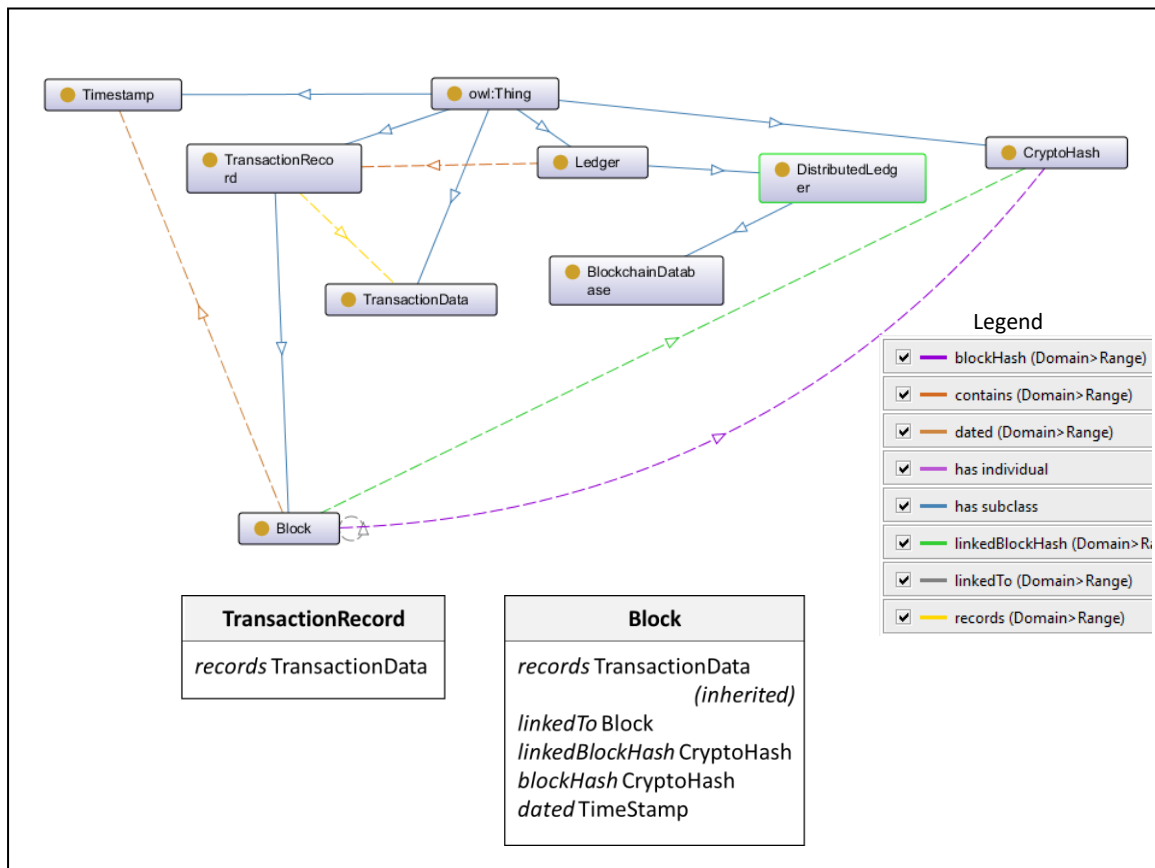 owl:Thing
Timestamp
TransactionReco
rd
Ledger
DistributedLedg
er
CryptoHash
BlockchainDatab
ase
TransactionData
Block
Legend
blockHash (Domain>Range)
contains (Domain>Range)
dated (Domain>Range)
has individual
has subclass
linkedBlockHash (Domain>Ra
linkedTo (Domain>Range)
records (Domain>Range)
TransactionRecord
records TransactionData
Block
records TransactionData
(inherited)
linkedTo Block
linkedBlockHash CryptoHash
blockHash CryptoHash
dated TimeStamp